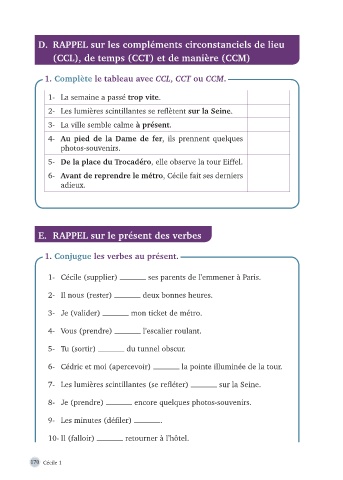 D. RAPPEL sur les compléments circonstanciels de lieu
(CCL), de temps (CCT) et de manière (CCM)
1. Complète le tableau avec CCL, CCT ou CCM.
1- La semaine a passé trop vite.
2- Les lumières scintillantes se reflètent sur la Seine.
3- La ville semble calme à présent.
4- Au pied de la Dame de fer, ils prennent quelques
photos-souvenirs.
5- De la place du Trocadéro, elle observe la tour Eiffel.
6- Avant de reprendre le métro, Cécile fait ses derniers
adieux.
E. RAPPEL sur le présent des verbes
1. Conjugue les verbes au présent.
1- Cécile (supplier) ______ ses parents de l'emmener à Paris.
2- Il nous (rester) ______ deux bonnes heures.
3- Je (valider) ______ mon ticket de métro.
4- Vous (prendre) ______ l'escalier roulant.
5- Tu (sortir) ______ du tunnel obscur.
6- Cédric et moi (apercevoir) ______ la pointe illuminée de la tour.
7- Les lumières scintillantes (se refléter) ______ sur la Seine.
8- Je (prendre) ______ encore quelques photos-souvenirs.
9- Les minutes (défiler) ______.
10- Il (falloir) ______ retourner à l'hôtel.
170 Cécile 1